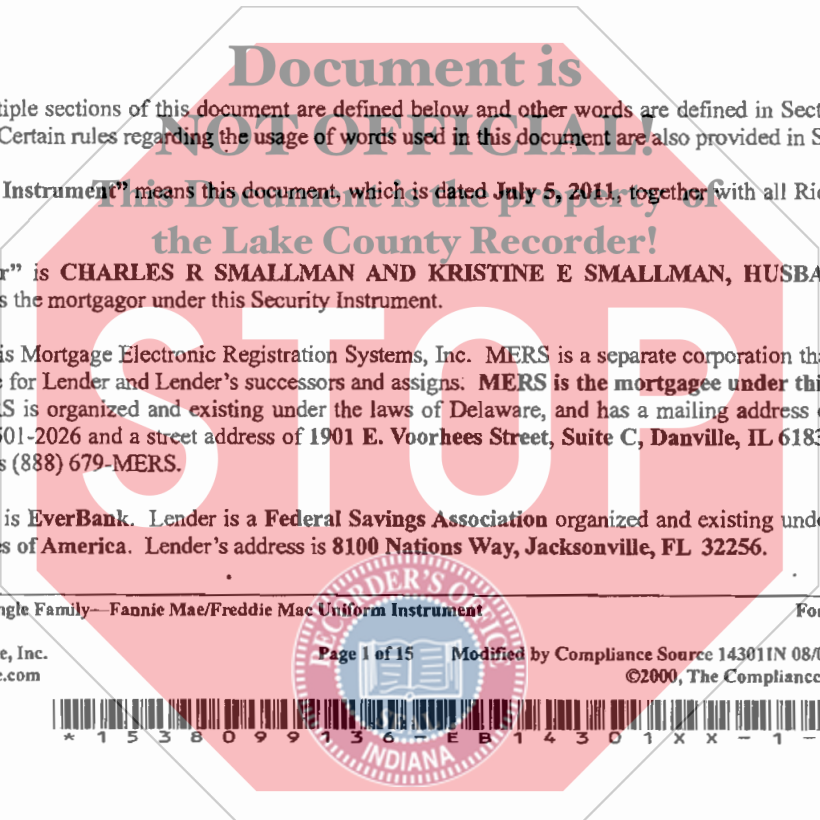 Document is
tiple sections of this document are defined below and other words are defined in Sect
NOT OFFICIAL!
Certain rules regarding the usage of words used in this document are also provided in S
Instrument” means this document, which is dated July 5, 2011, together with all Ric
This Document is the property of
the Lake County Recorder!
r” is CHARLES R SMALLMAN AND KRISTINE E SMALLMAN, HUSBA
s the mortgagor under this Security Instrument.
STOP
is Mortgage Electronic Registration Systems, Inc. MERS is a separate corporation tha
e for Lender and Lender’s successors and assigns. MERS is the mortgagee under thi
RS is organized and existing under the laws of Delaware, and has a mailing address o
501-2026 and a street address of 1901 E. Voorhees Street, Suite C, Danville, IL 6183
s (888) 679-MERS.
is EverBank. Lender is a Federal Savings Association organized and existing unde
es of America. Lender’s address is 8100 Nations Way, Jacksonville, FL 32256.
RECORDER'S OFFICE
ngle Family—Fannie Mae/Freddie Mac Uniform Instrument For
e, Inc. Page 1 of 15 Modified by Compliance Source 14301IN 08/0
e.com ©2000, The Compliance
SEAL
*1538099136-EB14301XX-1-
INDIANA